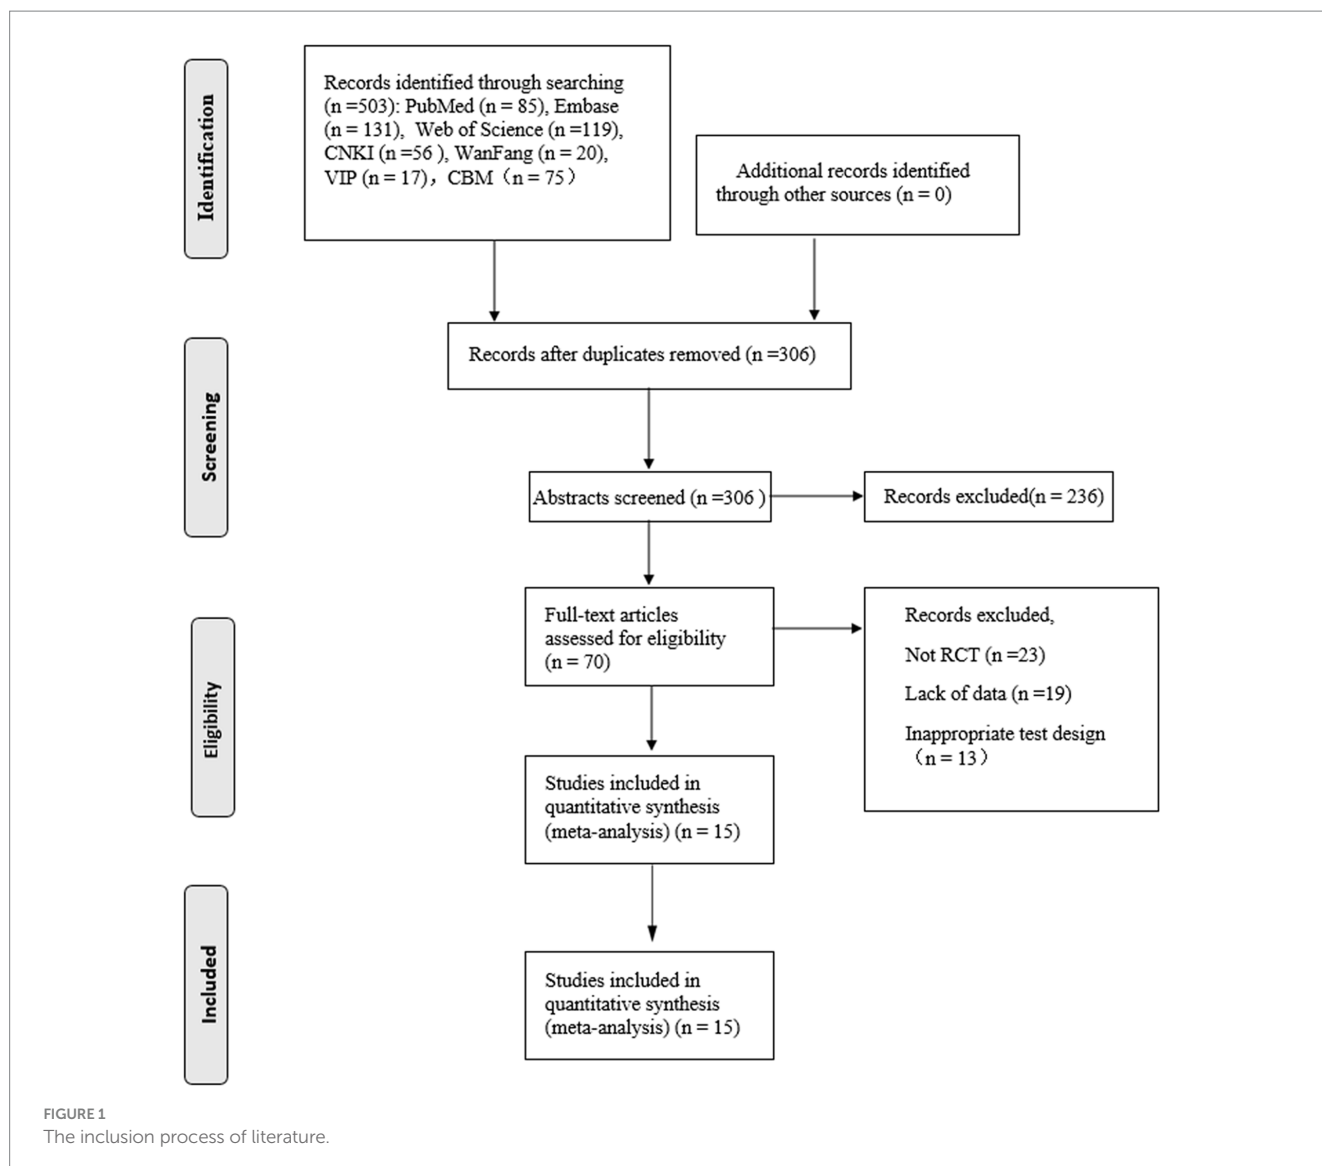 Identification
Records identified through searching
(n =503): PubMed (n = 85), Embase
(n = 131),  Web of Science (n =119),
CNKI (n =56 ), WanFang (n = 20),
VIP (n = 17)， CBM（n = 75）
Additional records identified
through other sources (n = 0)
Screening
Records after duplicates removed (n =306)
Abstracts screened (n =306 )
Records excluded(n = 236)
Eligibility
Full-text articles
assessed for eligibility
(n = 70)
Records excluded,
Not RCT (n =23)
Lack of data (n =19)
Inappropriate test design
（n = 13）
Studies included in
quantitative synthesis
(meta-analysis) (n = 15)
Included
Studies included in
quantitative synthesis
(meta-analysis) (n = 15)
FIGURE 1
The inclusion process of literature.